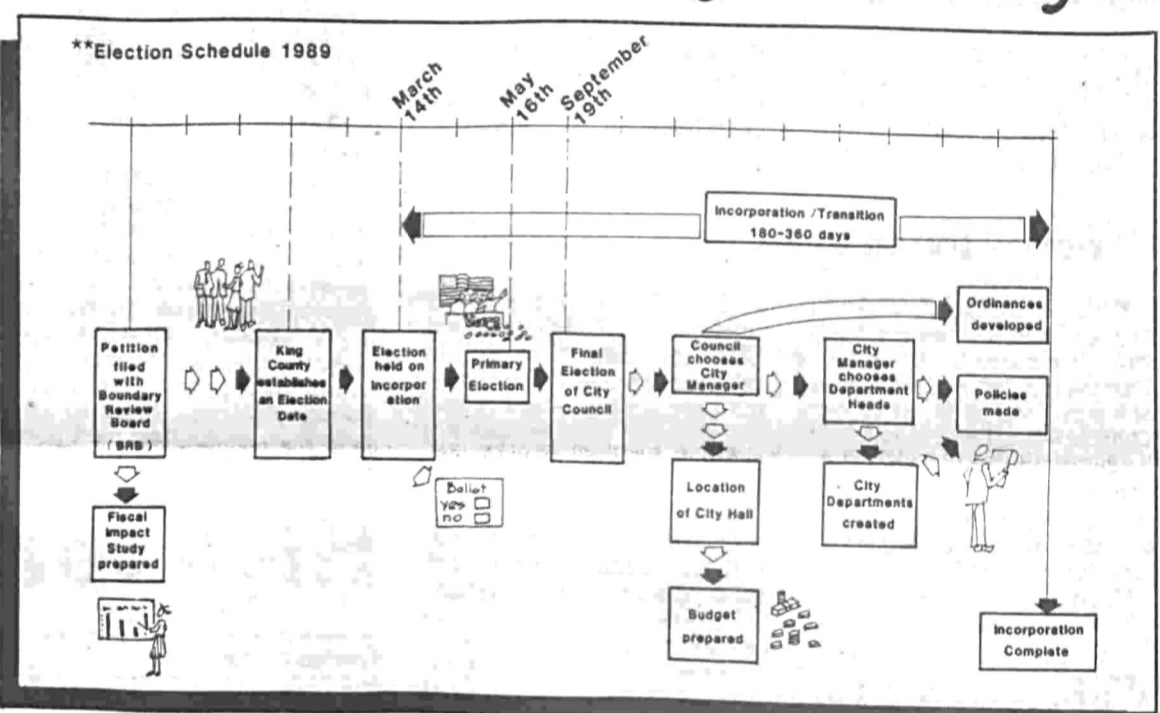 **Election Schedule 1989
March
14th
May
16th
September
19th
Incorporation /Transition
180-360 days
Petition
filed
with
Boundary
Review
Board
(BRB)
King
County
establishes
an Election
Date
Election
held on
Incorpor
ation
Primary
Election
Final
Election
of City
Council
Council
chooses
City
Manager
City
Manager
chooses
Department
Heads
Ordinances
developed
Policies
made
Fiscal
Impact
Study
prepared
Ballot
yes
no
Location
of City Hall
City
Departments
created
Budget
prepared
Incorporation
Complete